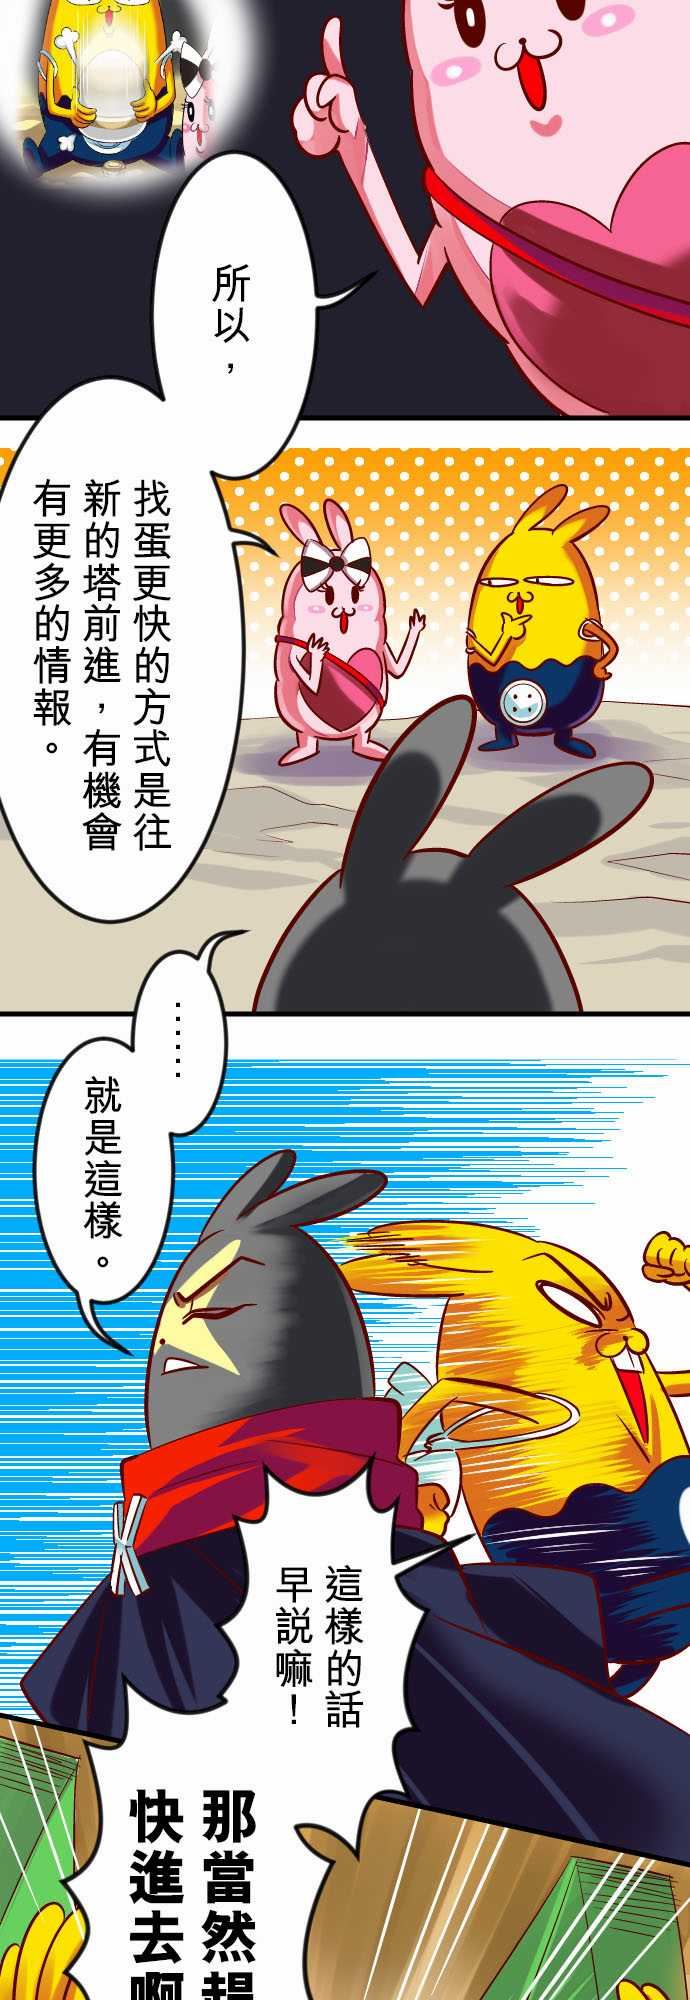 所以，
找蛋更快的方式是往
新的塔前進，有機會
有更多的情報。
……
就是這樣。
這樣的話
早説嘛！
那當然趕
快進去啊